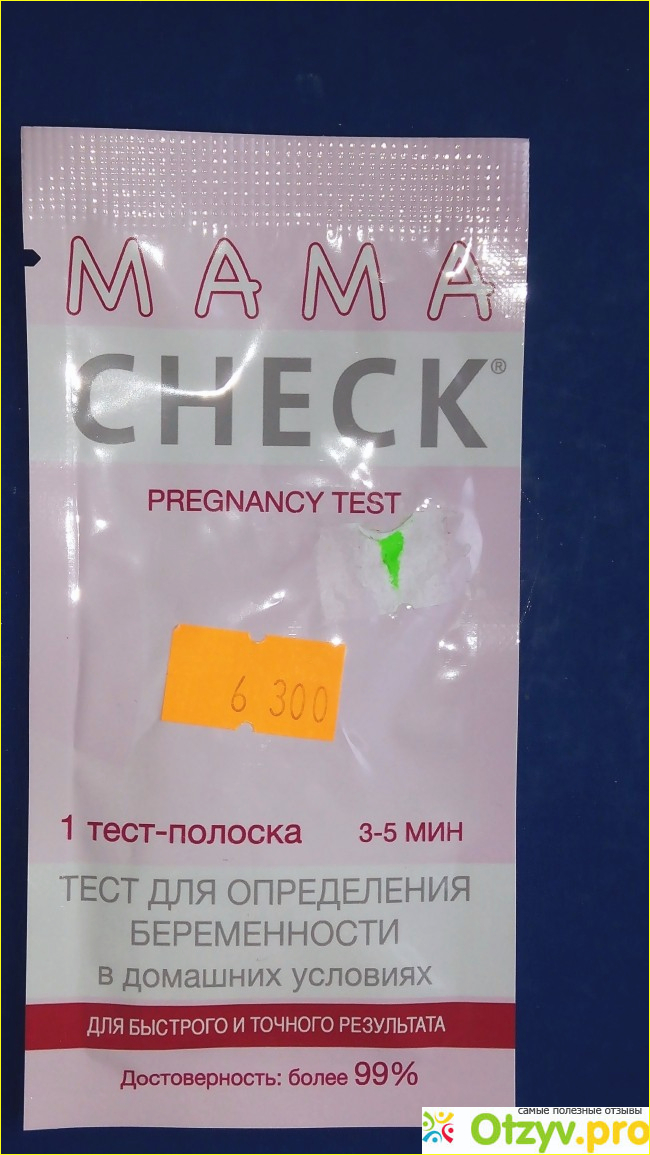 MAMA
CHECK®
PREGNANCY TEST
6 300
1 тест-полоска 3-5 МИН
ТЕСТ ДЛЯ ОПРЕДЕЛЕНИЯ
БЕРЕМЕННОСТИ
в домашних условиях
ДЛЯ БЫСТРОГО И ТОЧНОГО РЕЗУЛЬТАТА
Достоверность: более 99%
самые полезные отзывы
Otzyv.pro